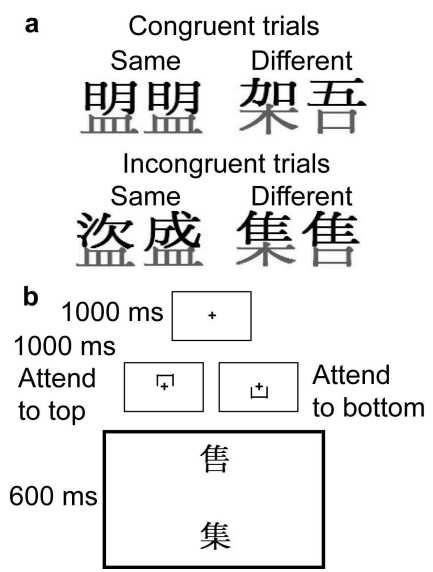 a
Congruent trials
Same Different
盟盟 架吾
Incongruent trials
Same Different
盗盛 集售
b
1000 ms
1000 ms
Attend to top
Attend to bottom
600 ms
售
集